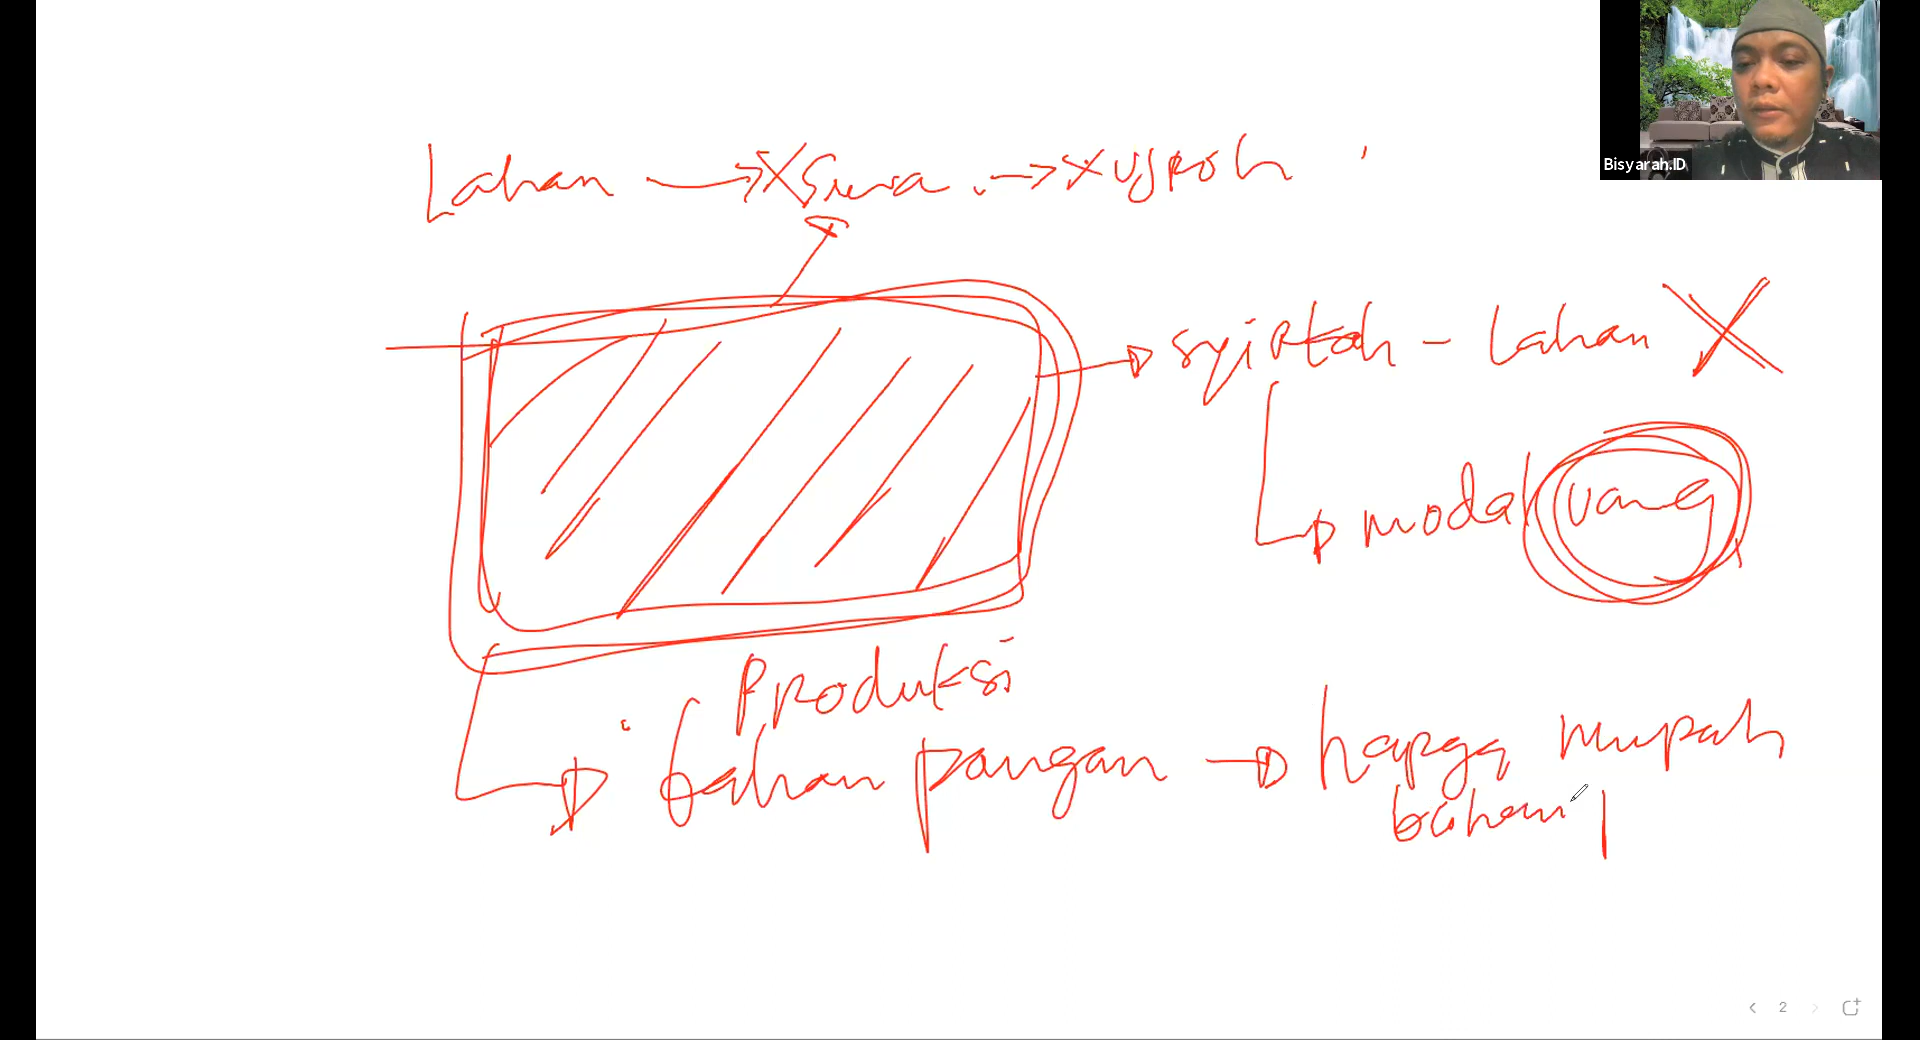 Bisyarah.ID
Lahan → X Sewa . → X Ujroh
syirkah - Lahan X
modal uang
Produksi
bahan pangan → harga murah
bahan
2